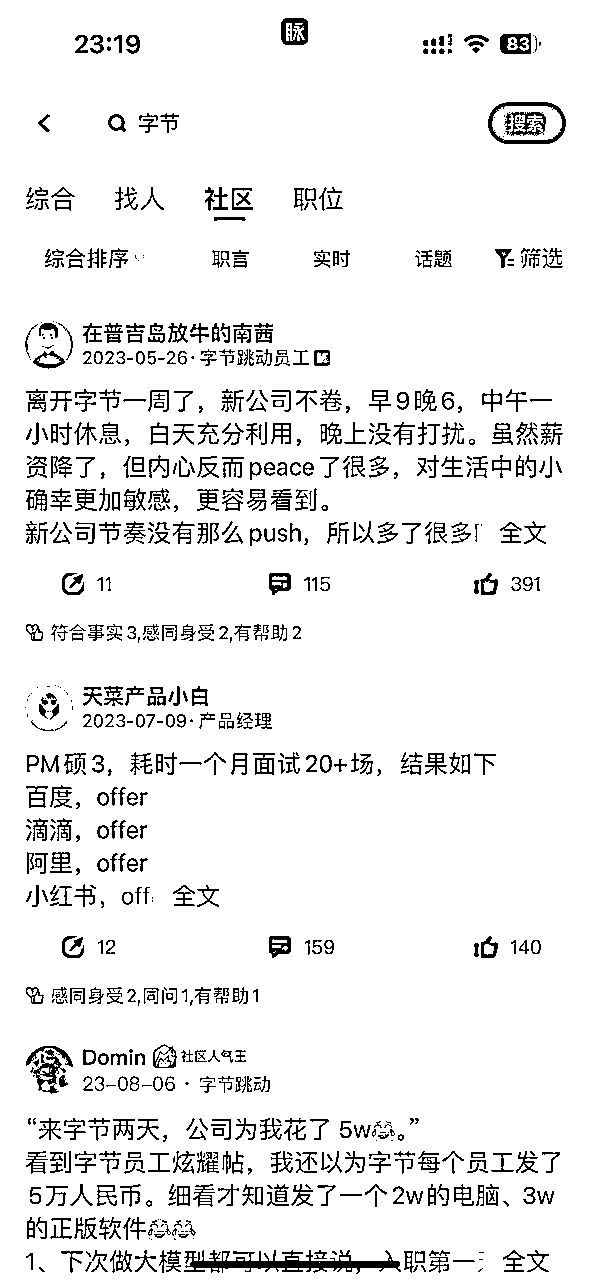 23:19
脉
83
字节
搜索
综合 找人 社区 职位
综合排序 职言 实时 话题 筛选
在普吉岛放牛的南茜
2023-05-26·字节跳动员工
离开字节一周了，新公司不卷，早9晚6，中午一
小时休息，白天充分利用，晚上没有打扰。虽然薪
资降了，但内心反而peace了很多，对生活中的小
确幸更加敏感，更容易看到。
新公司节奏没有那么push，所以多了很多 全文
11 115 391
符合事实3,感同身受2,有帮助2
天菜产品小白
2023-07-09·产品经理
PM硕3，耗时一个月面试20+场，结果如下
百度，offer
滴滴，offer
阿里，offer
小红书，off 全文
12 159 140
感同身受2,同问1,有帮助1
Domin 社区人气王
23-08-06 · 字节跳动
“来字节两天，公司为我花了 5w😂。”
看到字节员工炫耀帖，我还以为字节每个员工发了
5万人民币。细看才知道发了一个2w的电脑、3w
的正版软件😂😂
1、下次做大模型都可以直接说，入职第一 全文